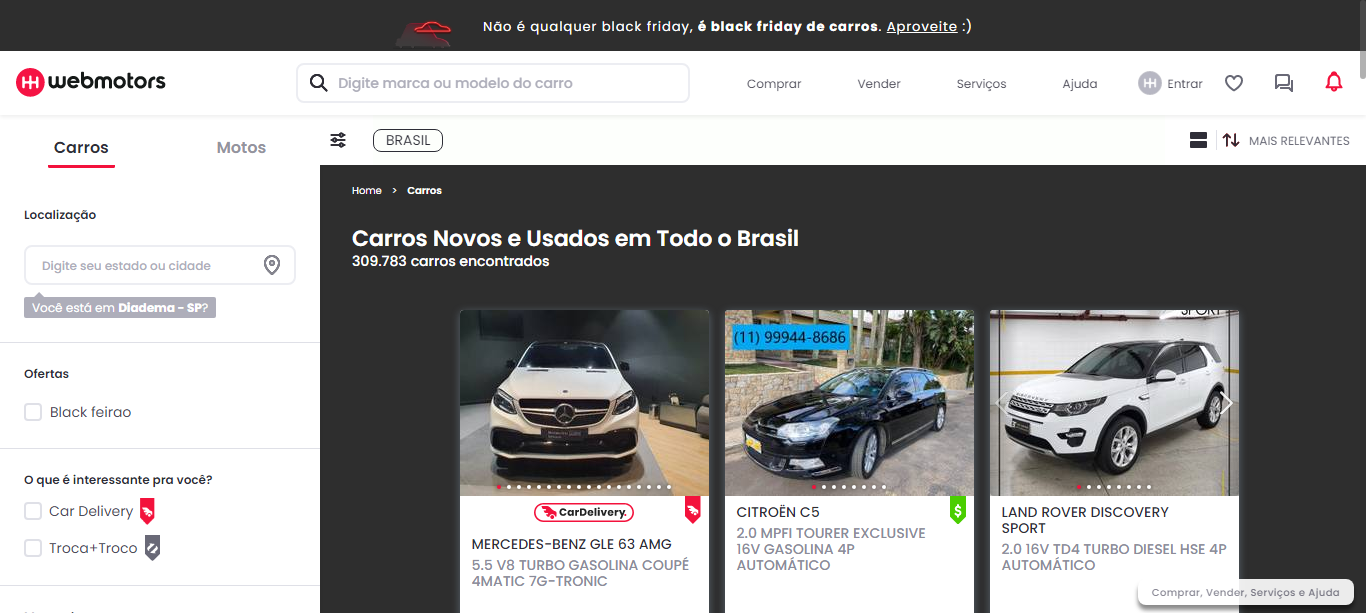 Não é qualquer black friday, é black friday de carros. Aproveite :)
webmotors
Digite marca ou modelo do carro
Comprar
Vender
Serviços
Ajuda
Entrar
Carros
Motos
BRASIL
MAIS RELEVANTES
Home > Carros
Localização
Carros Novos e Usados em Todo o Brasil
309.783 carros encontrados
Digite seu estado ou cidade
Você está em Diadema - SP?
Ofertas
Black feirao
O que é interessante pra você?
Car Delivery
Troca+Troco
CarDelivery.
MERCEDES-BENZ GLE 63 AMG
5.5 V8 TURBO GASOLINA COUPÉ
4MATIC 7G-TRONIC
(11) 99944-8686
$
CITROËN C5
2.0 MPFI TOURER EXCLUSIVE
16V GASOLINA 4P
AUTOMÁTICO
SPORT
LAND ROVER DISCOVERY
SPORT
2.0 16V TD4 TURBO DIESEL HSE 4P
AUTOMÁTICO
Comprar, Vender, Serviços e Ajuda